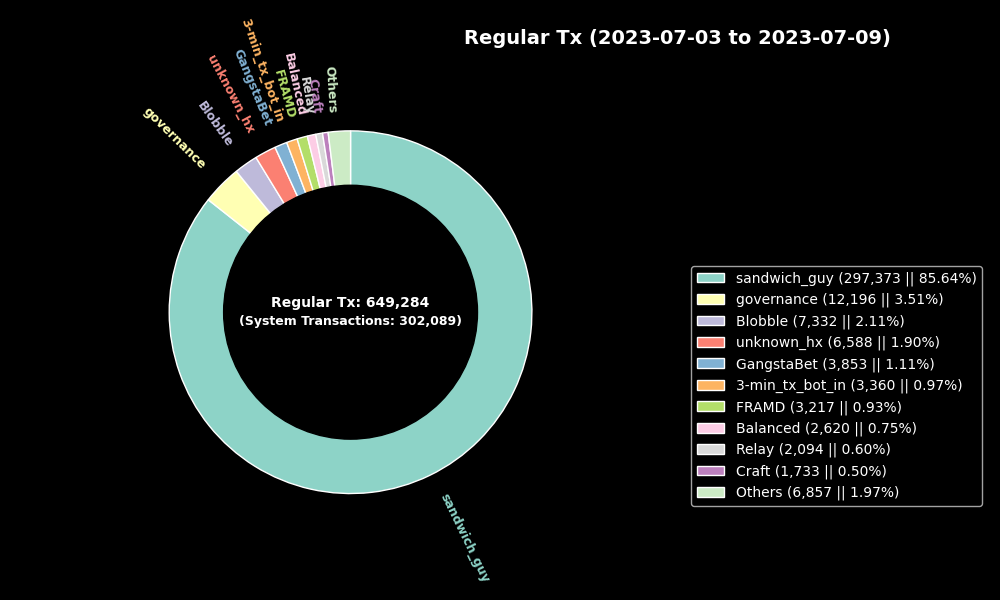 Regular Tx (2023-07-03 to 2023-07-09)
governance
Blobble
unknown_hx
GangstaBet
3-min_tx_bot_in
FRAMD
Balanced
Relay
Craft
Others
Regular Tx: 649,284
(System Transactions: 302,089)
sandwich_guy
sandwich_guy (297,373 || 85.64%)
governance (12,196 || 3.51%)
Blobble (7,332 || 2.11%)
unknown_hx (6,588 || 1.90%)
GangstaBet (3,853 || 1.11%)
3-min_tx_bot_in (3,360 || 0.97%)
FRAMD (3,217 || 0.93%)
Balanced (2,620 || 0.75%)
Relay (2,094 || 0.60%)
Craft (1,733 || 0.50%)
Others (6,857 || 1.97%)